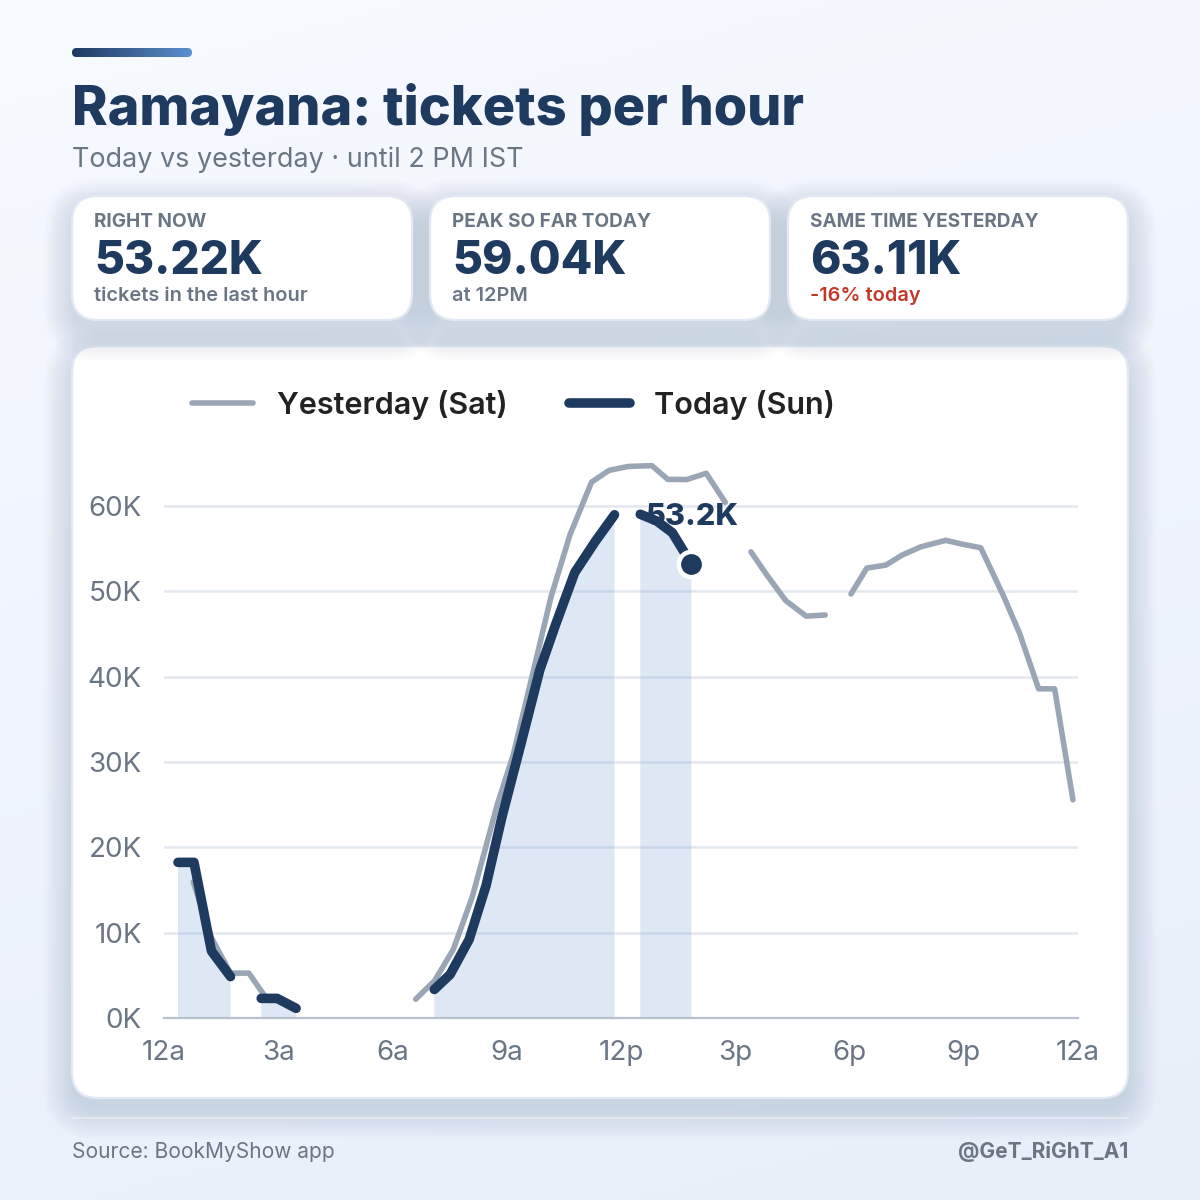 Ramayana: tickets per hour
Today vs yesterday · until 2 PM IST
RIGHT NOW
53.22K
tickets in the last hour
PEAK SO FAR TODAY
59.04K
at 12PM
SAME TIME YESTERDAY
63.11K
-16% today
Yesterday (Sat)
Today (Sun)
53.2K
60K
50K
40K
30K
20K
10K
0K
12a 3a 6a 9a 12p 3p 6p 9p 12a
Source: BookMyShow app
@GeT_RiGhT_A1